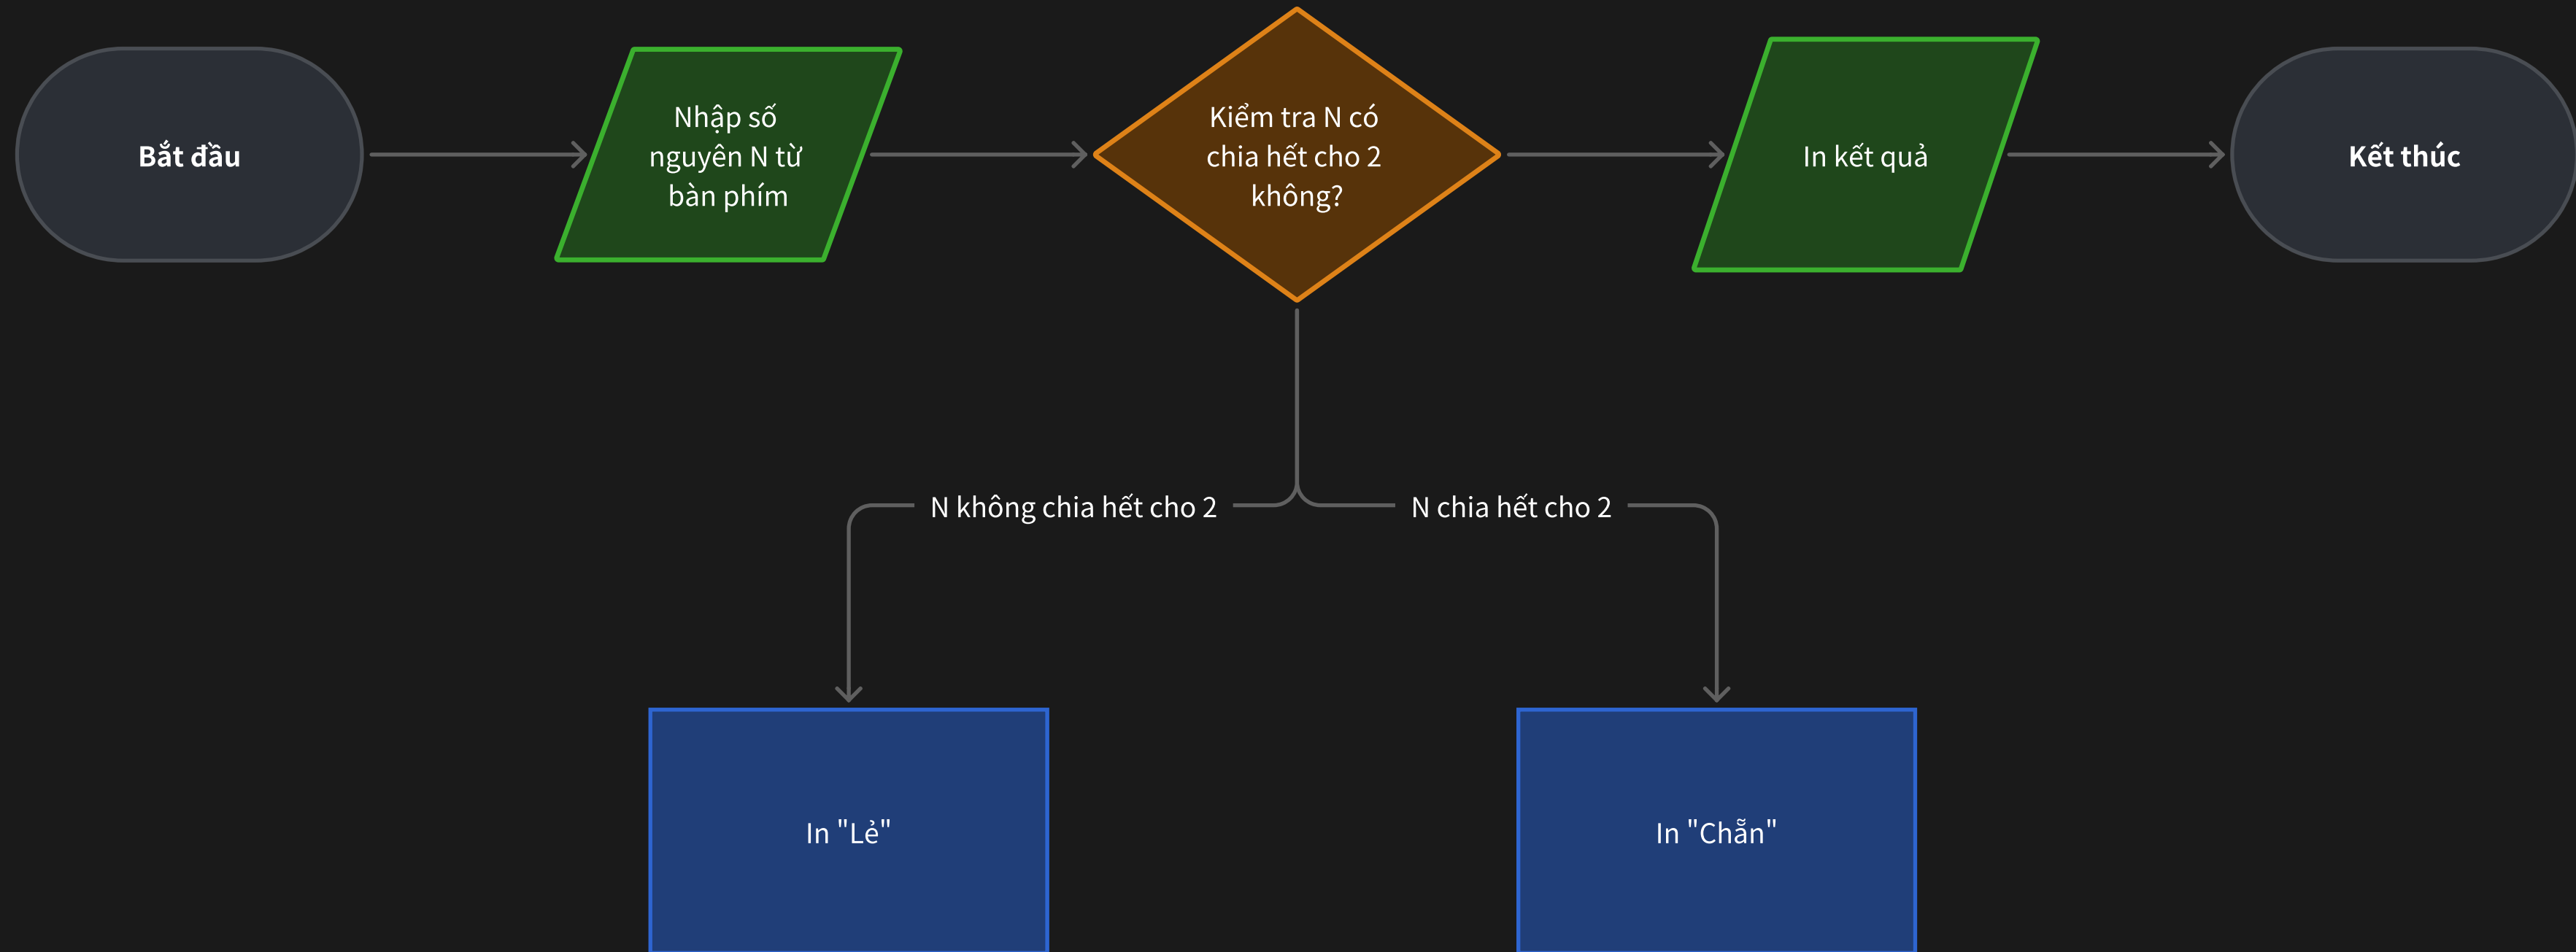 Bắt đầu
Nhập số
nguyên N từ
bàn phím
Kiểm tra N có
chia hết cho 2
không?
In kết quả
Kết thúc
N không chia hết cho 2
N chia hết cho 2
In "Lẻ"
In "Chẵn"